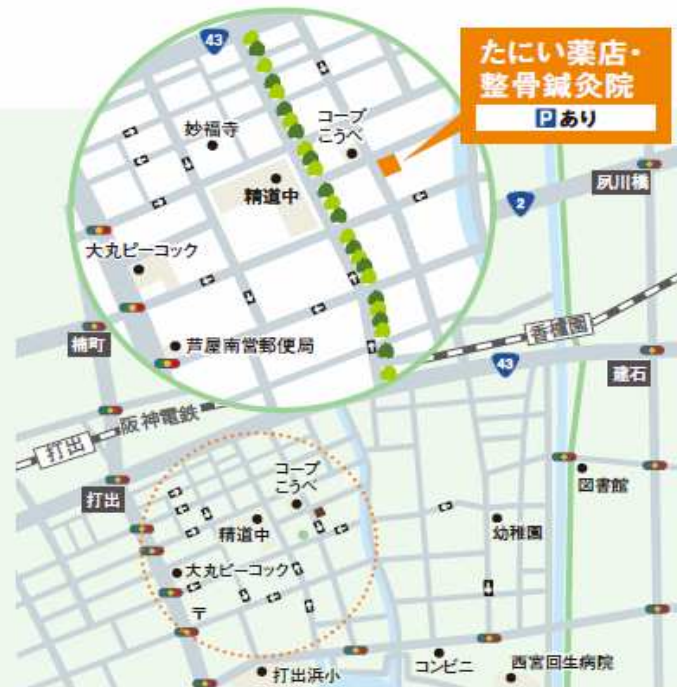 43
たにい薬店・
整骨鍼灸院
Pあり
妙福寺
コープ
こうべ
精道中
夙川橋
2
大丸ピーコック
楠町
芦屋南営郵便局
香櫨園
43
建石
阪神電鉄
打出
打出
コープ
こうべ
図書館
精道中
幼稚園
大丸ピーコック
〒
打出浜小
コンビニ
西宮回生病院